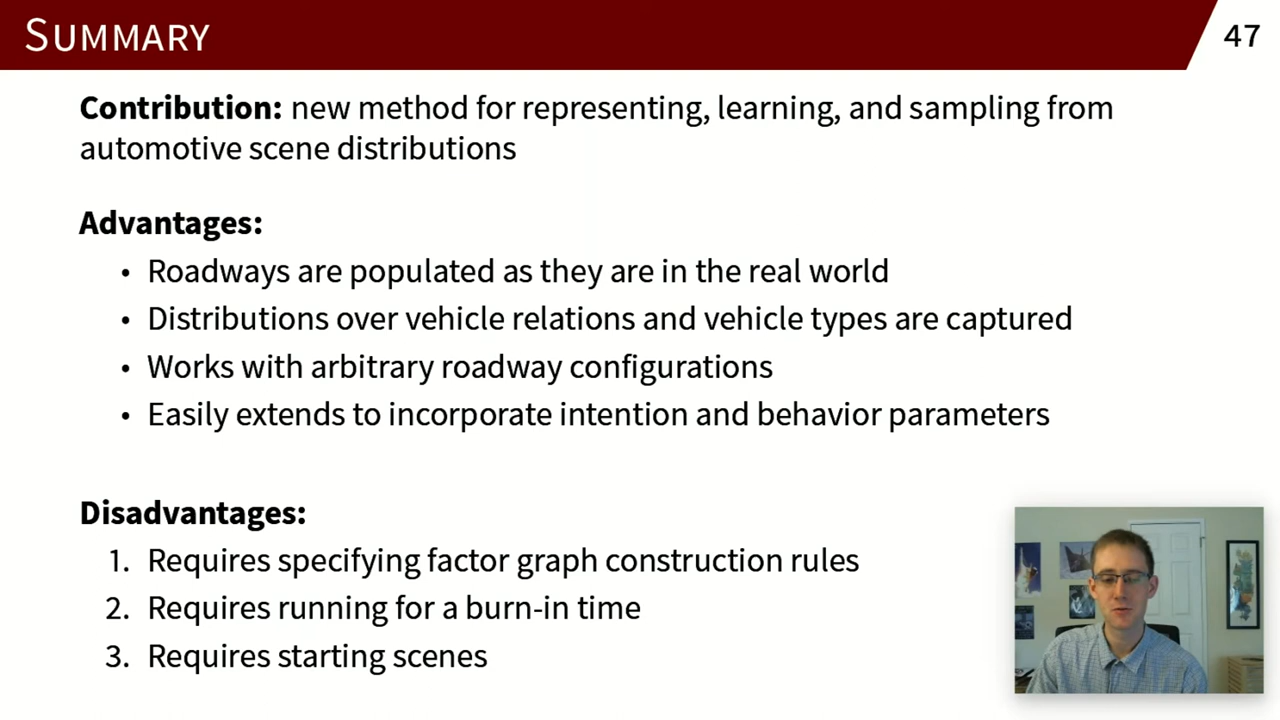 SUMMARY
47
Contribution: new method for representing, learning, and sampling from
automotive scene distributions
Advantages:
• Roadways are populated as they are in the real world
• Distributions over vehicle relations and vehicle types are captured
• Works with arbitrary roadway configurations
• Easily extends to incorporate intention and behavior parameters
Disadvantages:
1. Requires specifying factor graph construction rules
2. Requires running for a burn-in time
3. Requires starting scenes